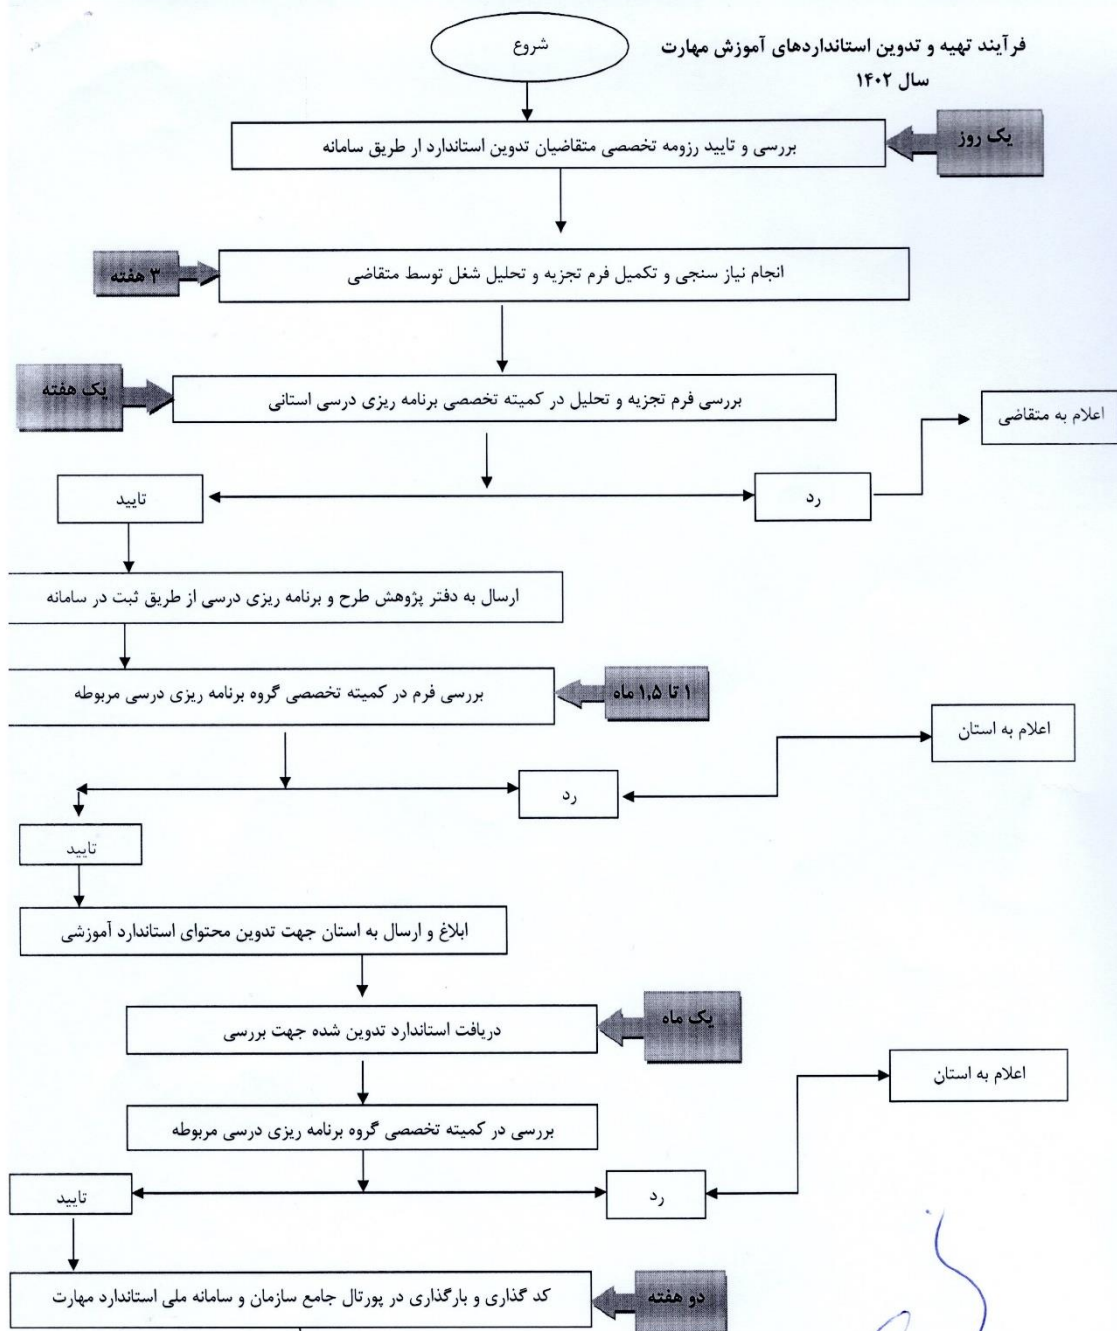 فرآیند تهیه و تدوین استانداردهای آموزش مهارت
سال ۱۴۰۲
شروع
یک روز
بررسی و تایید رزومه تخصصی متقاضیان تدوین استاندارد ار طریق سامانه
۳ هفته
انجام نیاز سنجی و تکمیل فرم تجزیه و تحلیل شغل توسط متقاضی
یک هفته
بررسی فرم تجزیه و تحلیل در کمیته تخصصی برنامه ریزی درسی استانی
اعلام به متقاضی
رد
تایید
ارسال به دفتر پژوهش طرح و برنامه ریزی درسی از طریق ثبت در سامانه
۱ تا ۱,۵ ماه
بررسی فرم در کمیته تخصصی گروه برنامه ریزی درسی مربوطه
اعلام به استان
رد
تایید
ابلاغ و ارسال به استان جهت تدوین محتوای استاندارد آموزشی
یک ماه
دریافت استاندارد تدوین شده جهت بررسی
اعلام به استان
بررسی در کمیته تخصصی گروه برنامه ریزی درسی مربوطه
رد
تایید
دو هفته
کد گذاری و بارگذاری در پورتال جامع سازمان و سامانه ملی استاندارد مهارت